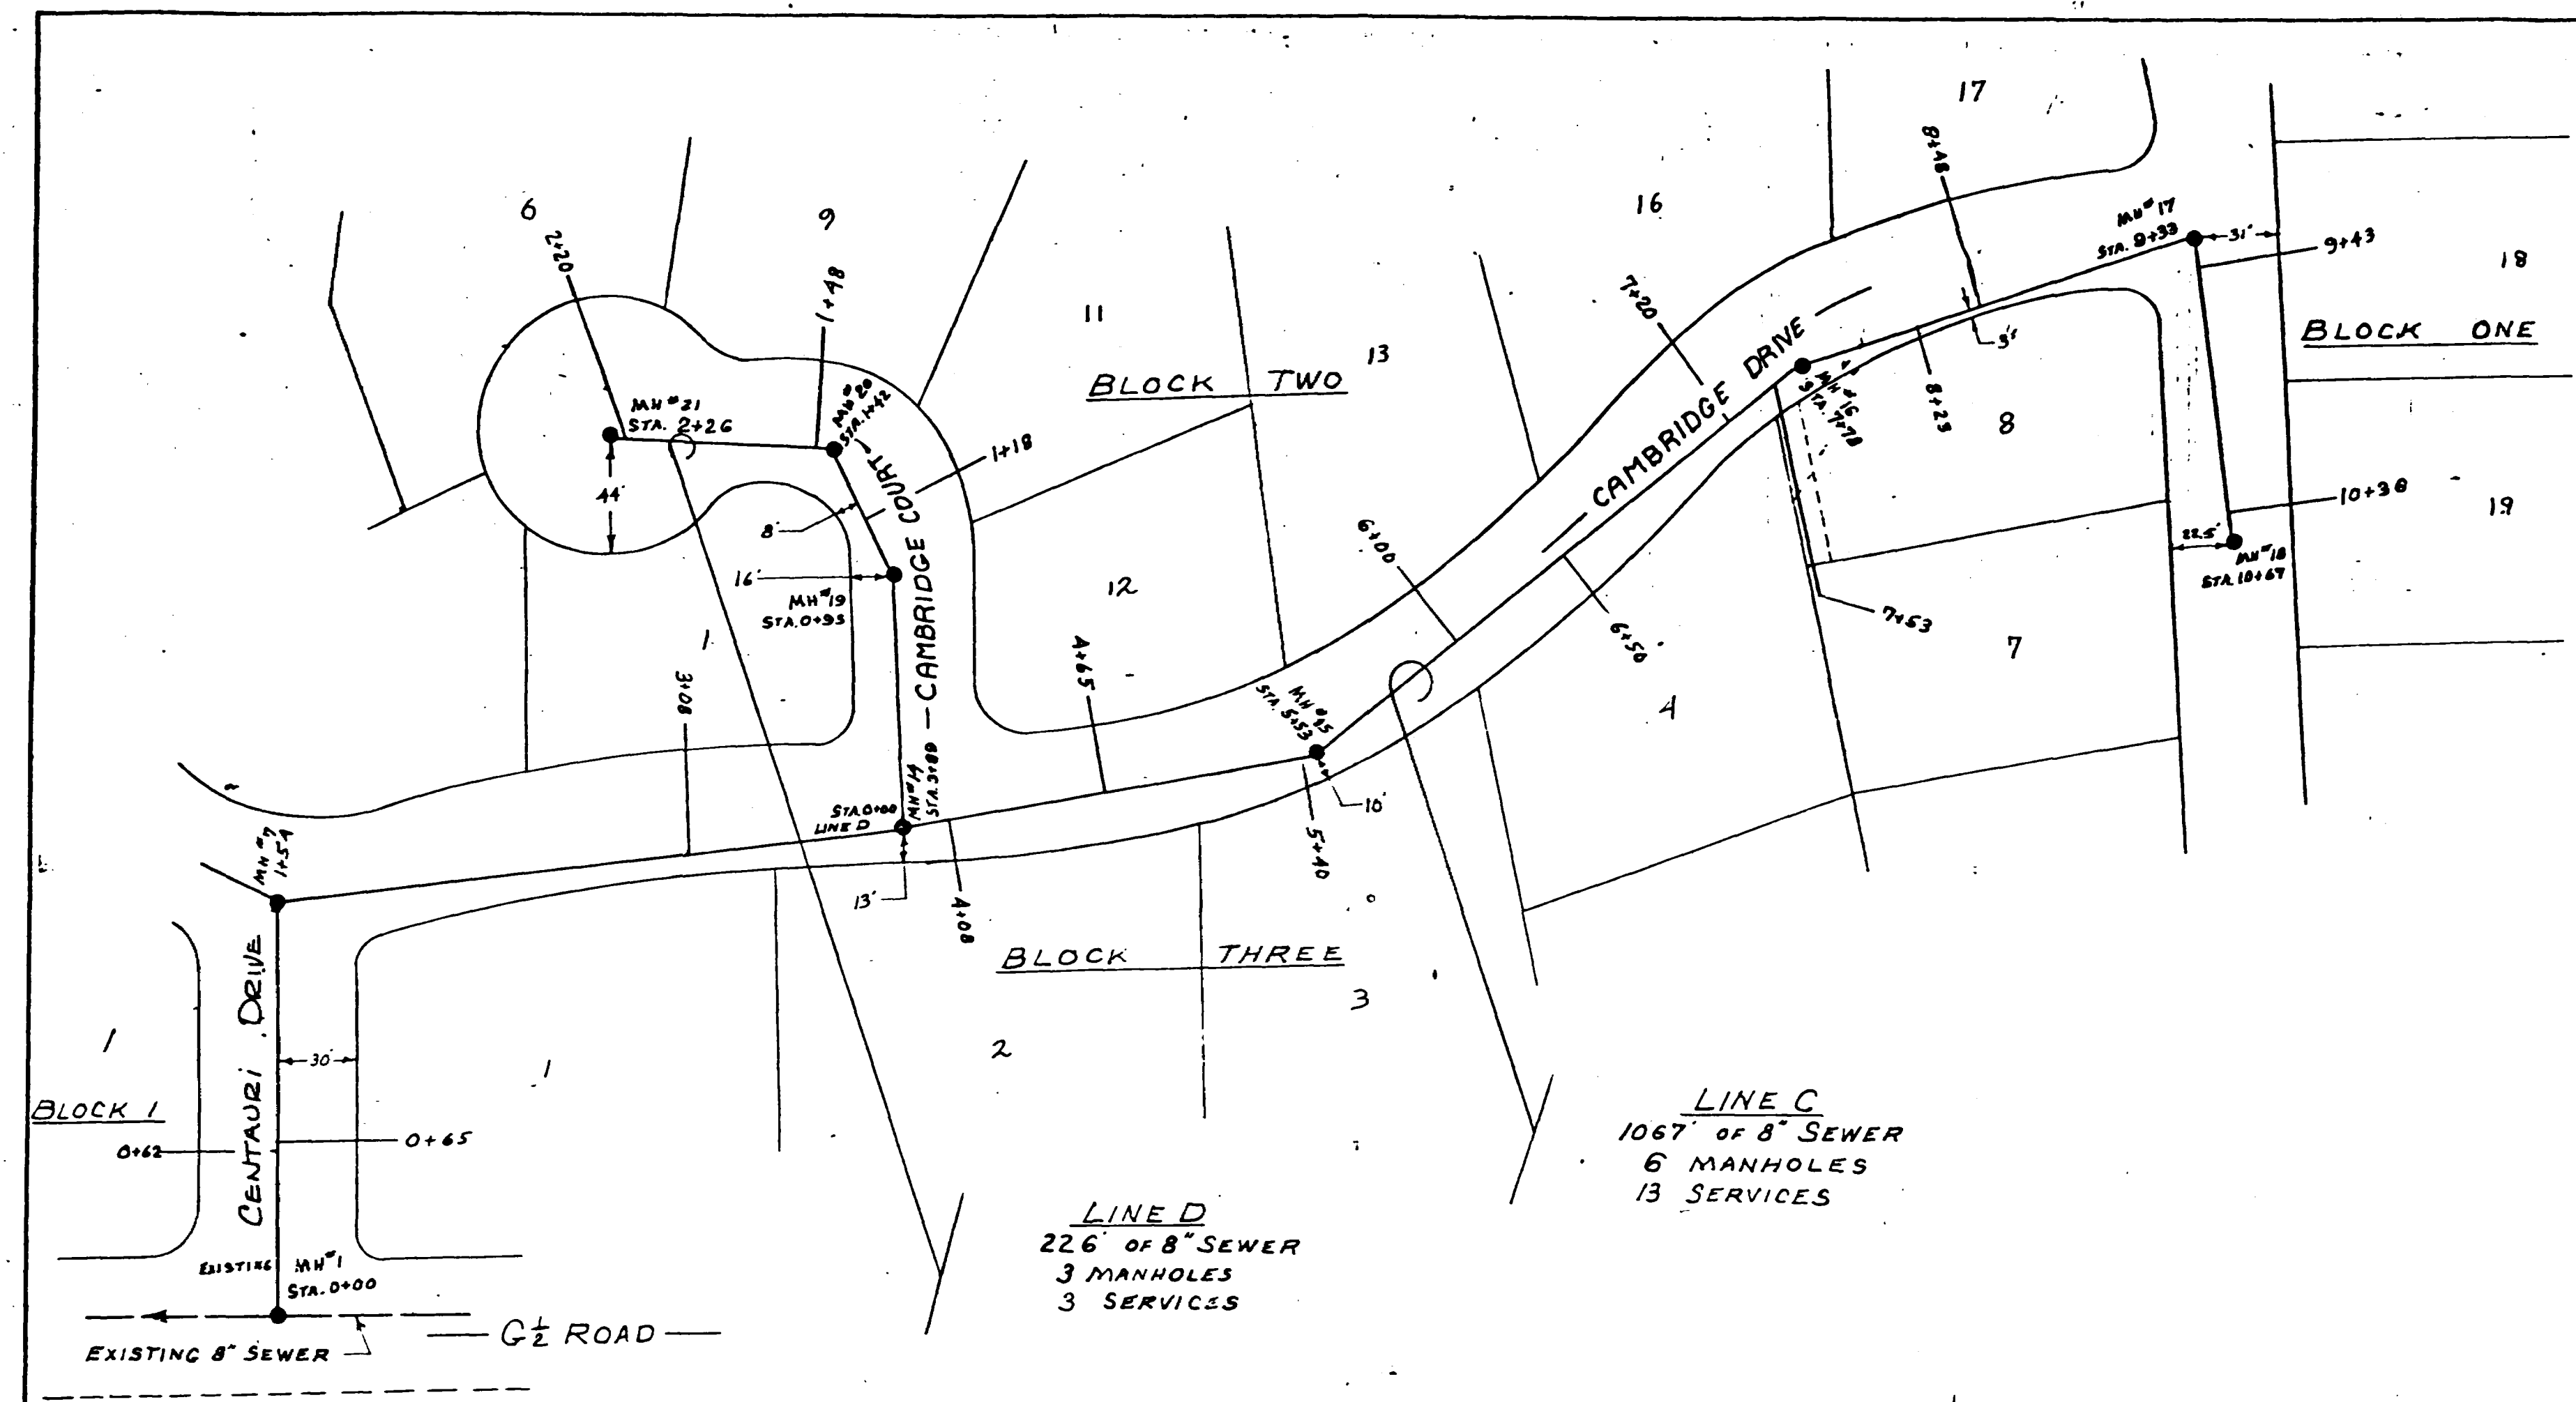 17
8+48
6
9
16
2+20
MH#17
STA. 9+33
31'
9+43
18
1+48
11
7+20
BLOCK ONE
BLOCK TWO
13
3'
MH#21
STA. 2+26
MH#20
STA. 1+42
MH#16
STA. 7+78
8+23
8
44'
1+18
CAMBRIDGE DRIVE
8'
10+38
19
22.5'
MH#18
STA. 10+67
6+00
16'
MH#19
STA. 0+95
CAMBRIDGE COURT
12
7+53
6+50
7
1
3+08
4+65
MH#15
STA. 5+53
4
STA. 0+00
LINE D
MH#14
STA. 3+89
10'
5+40
MH#7
1+54
13'
4+08
BLOCK THREE
3
CENTAURI DRIVE
1
30'
1
2
BLOCK 1
0+62
0+65
LINE C
1067' OF 8" SEWER
6 MANHOLES
13 SERVICES
LINE D
226' OF 8" SEWER
3 MANHOLES
3 SERVICES
EXISTING MH#1
STA. 0+00
G½ ROAD
EXISTING 8" SEWER